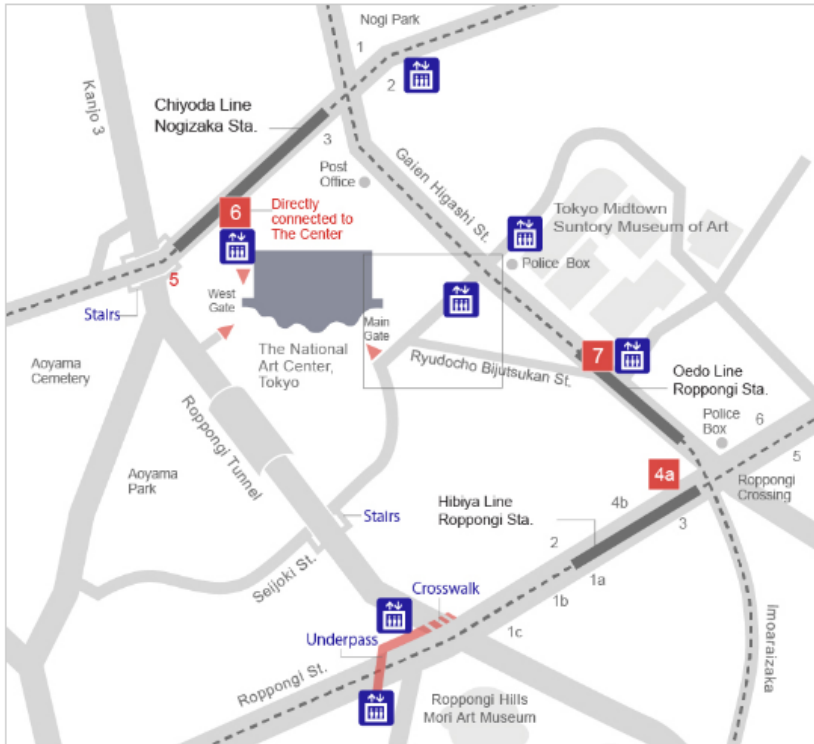 Nogi Park
1
2
Kanjo 3
Chiyoda Line
Nogizaka Sta.
3
Post
Office
Gaien Higashi St.
6
Directly
connected to
The Center
Tokyo Midtown
Suntory Museum of Art
Police Box
5
Stairs
West
Gate
Main
Gate
The National
Art Center,
Tokyo
Ryudocho Bijutsukan St.
7
Oedo Line
Roppongi Sta.
Aoyama
Cemetery
Roppongi Tunnel
Police
Box
6
5
4a
Roppongi
Crossing
Aoyama
Park
Hibiya Line
Roppongi Sta.
4b
3
2
Stairs
1a
1b
1c
Seijoki St.
Crosswalk
Underpass
Imoaraizaka
Roppongi St.
Roppongi Hills
Mori Art Museum